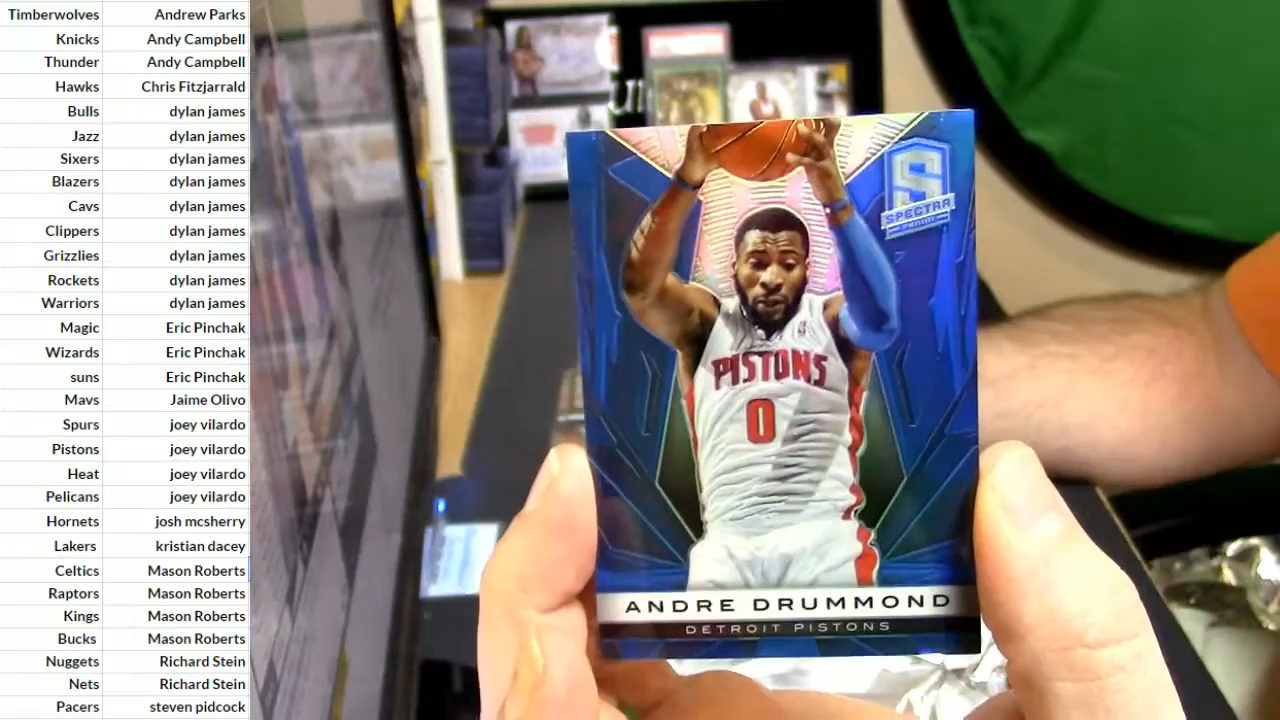 Timberwolves Andrew Parks
Knicks Andy Campbell
Thunder Andy Campbell
Hawks Chris Fitzjarrald
Bulls dylan james
Jazz dylan james
Sixers dylan james
Blazers dylan james
Cavs dylan james
Clippers dylan james
Grizzlies dylan james
Rockets dylan james
Warriors dylan james
Magic Eric Pinchak
Wizards Eric Pinchak
suns Eric Pinchak
Mavs Jaime Olivo
Spurs joey vilardo
Pistons joey vilardo
Heat joey vilardo
Pelicans joey vilardo
Hornets josh mcsherry
Lakers kristian dacey
Celtics Mason Roberts
Raptors Mason Roberts
Kings Mason Roberts
Bucks Mason Roberts
Nuggets Richard Stein
Nets Richard Stein
Pacers steven pidcock
S
SPECTRA
PANINI
PISTONS
0
ANDRE DRUMMOND
DETROIT PISTONS